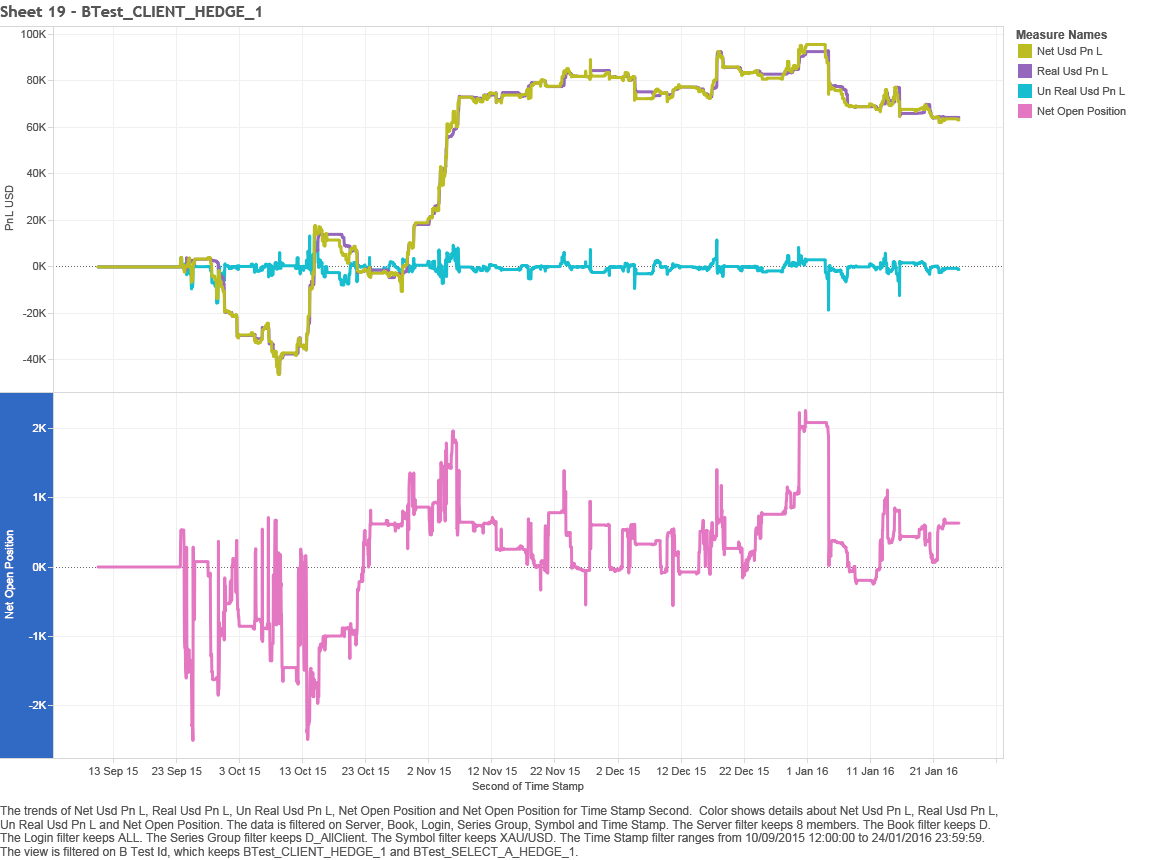 Sheet 19 - BTest_CLIENT_HEDGE_1
Measure Names
Net Usd Pn L
Real Usd Pn L
Un Real Usd Pn L
Net Open Position
100K
80K
60K
40K
20K
0K
-20K
-40K
PnL USD
2K
1K
0K
-1K
-2K
Net Open Position
13 Sep 15 23 Sep 15 3 Oct 15 13 Oct 15 23 Oct 15 2 Nov 15 12 Nov 15 22 Nov 15 2 Dec 15 12 Dec 15 22 Dec 15 1 Jan 16 11 Jan 16 21 Jan 16
Second of Time Stamp
The trends of Net Usd Pn L, Real Usd Pn L, Un Real Usd Pn L, Net Open Position and Net Open Position for Time Stamp Second.  Color shows details about Net Usd Pn L, Real Usd Pn L,
Un Real Usd Pn L and Net Open Position. The data is filtered on Server, Book, Login, Series Group, Symbol and Time Stamp. The Server filter keeps 8 members. The Book filter keeps D.
The Login filter keeps ALL. The Series Group filter keeps D_AllClient. The Symbol filter keeps XAU/USD. The Time Stamp filter ranges from 10/09/2015 12:00:00 to 24/01/2016 23:59:59.
The view is filtered on B Test Id, which keeps BTest_CLIENT_HEDGE_1 and BTest_SELECT_A_HEDGE_1.